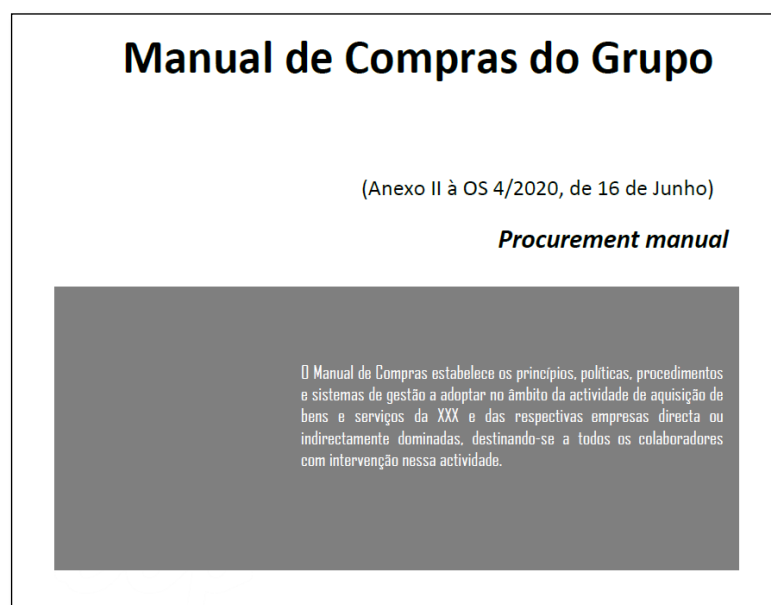 Manual de Compras do Grupo
(Anexo II à OS 4/2020, de 16 de Junho)
Procurement manual
O Manual de Compras estabelece os princípios, políticas, procedimentos
e sistemas de gestão a adoptar no âmbito da actividade de aquisição de
bens e serviços da XXX e das respectivas empresas directa ou
indirectamente dominadas, destinando-se a todos os colaboradores
com intervenção nessa actividade.